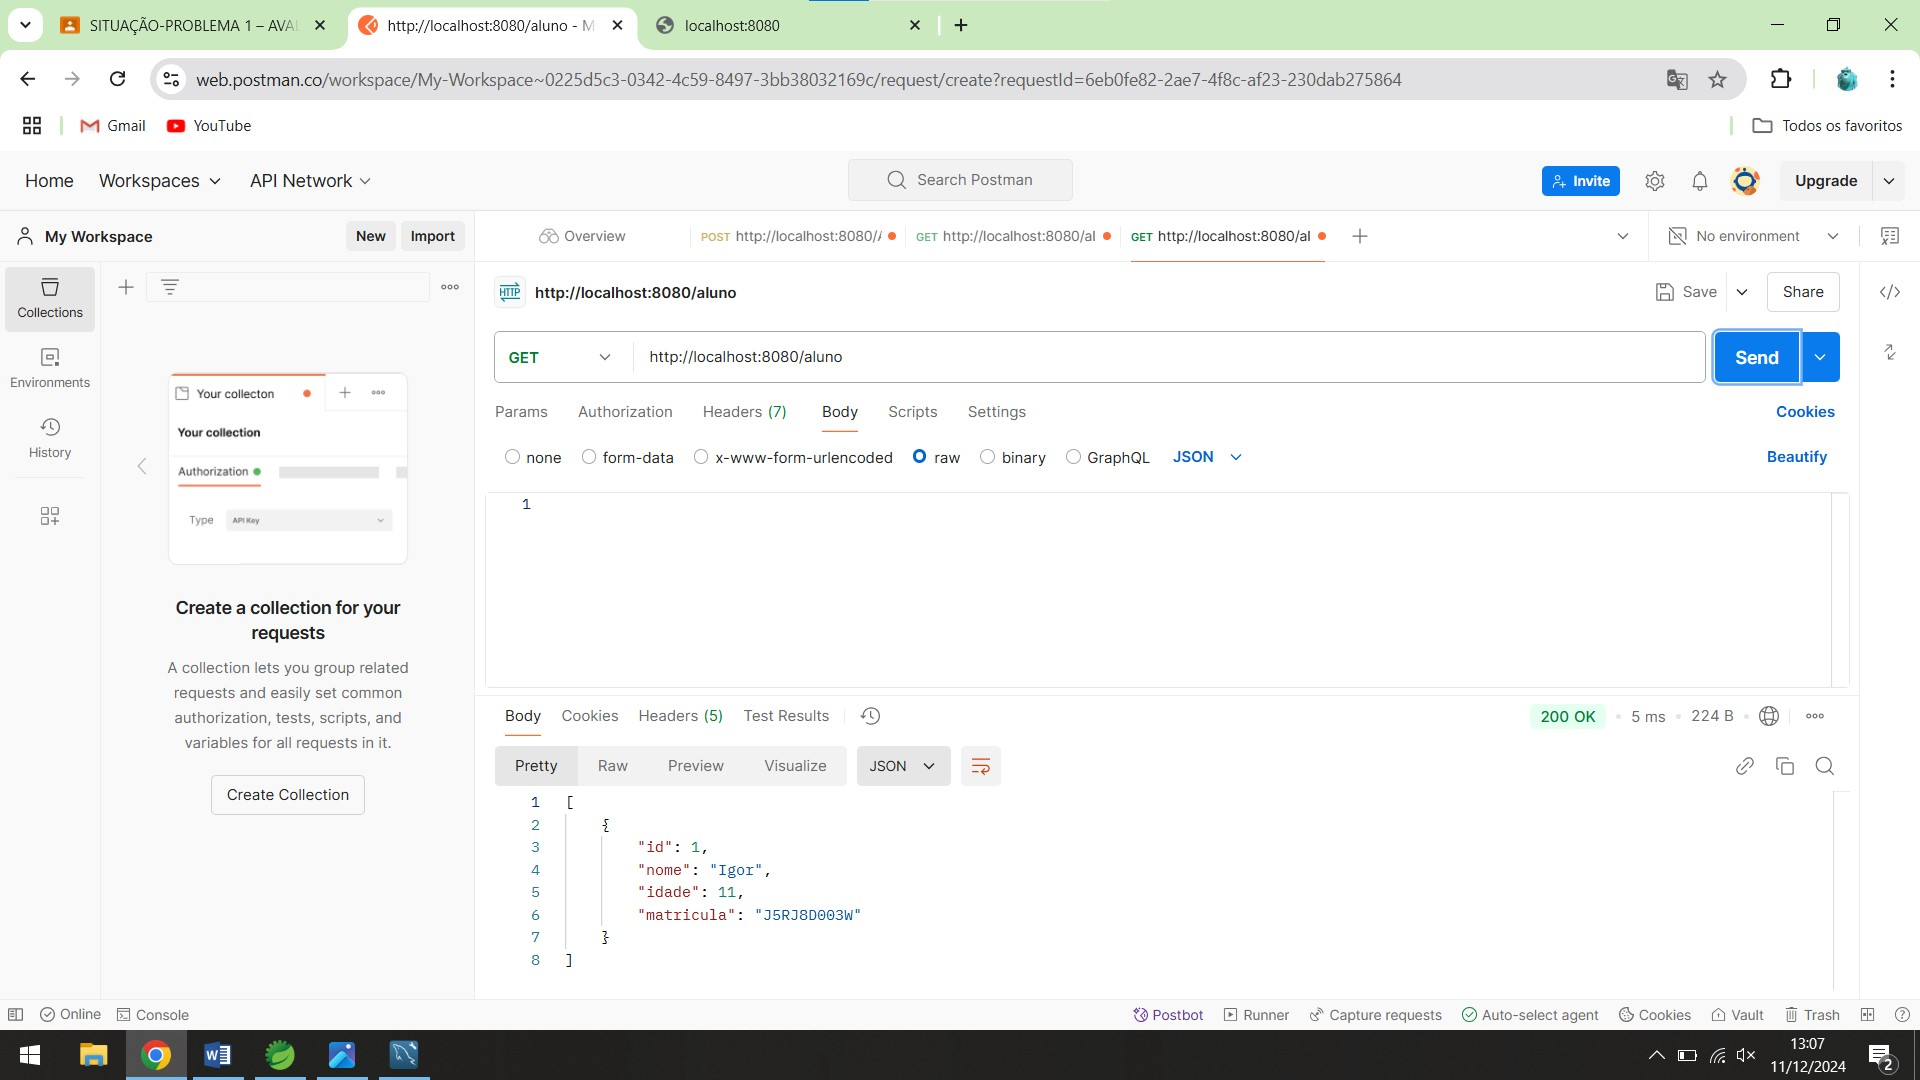 SITUAÇÃO-PROBLEMA 1 – AVA
http://localhost:8080/aluno - M
localhost:8080
web.postman.co/workspace/My-Workspace~0225d5c3-0342-4c59-8497-3bb38032169c/request/create?requestId=6eb0fe82-2ae7-4f8c-af23-230dab275864
Gmail
YouTube
Todos os favoritos
Home
Workspaces
API Network
Search Postman
Invite
Upgrade
My Workspace
New
Import
Overview
POST http://localhost:8080/
GET http://localhost:8080/al
GET http://localhost:8080/al
No environment
Collections
Environments
History
Your collecton
Your collection
Authorization
Type
API Key
Create a collection for your
requests
A collection lets you group related
requests and easily set common
authorization, tests, scripts, and
variables for all requests in it.
Create Collection
HTTP
http://localhost:8080/aluno
Save
Share
GET
http://localhost:8080/aluno
Send
Params
Authorization
Headers (7)
Body
Scripts
Settings
Cookies
none
form-data
x-www-form-urlencoded
raw
binary
GraphQL
JSON
Beautify
1
Body
Cookies
Headers (5)
Test Results
200 OK
5 ms
224 B
Pretty
Raw
Preview
Visualize
JSON
1 [
2 {
3 "id": 1,
4 "nome": "Igor",
5 "idade": 11,
6 "matricula": "J5RJ8D003W"
7 }
8 ]
Online
Console
Postbot
Runner
Capture requests
Auto-select agent
Cookies
Vault
Trash
13:07
11/12/2024
2